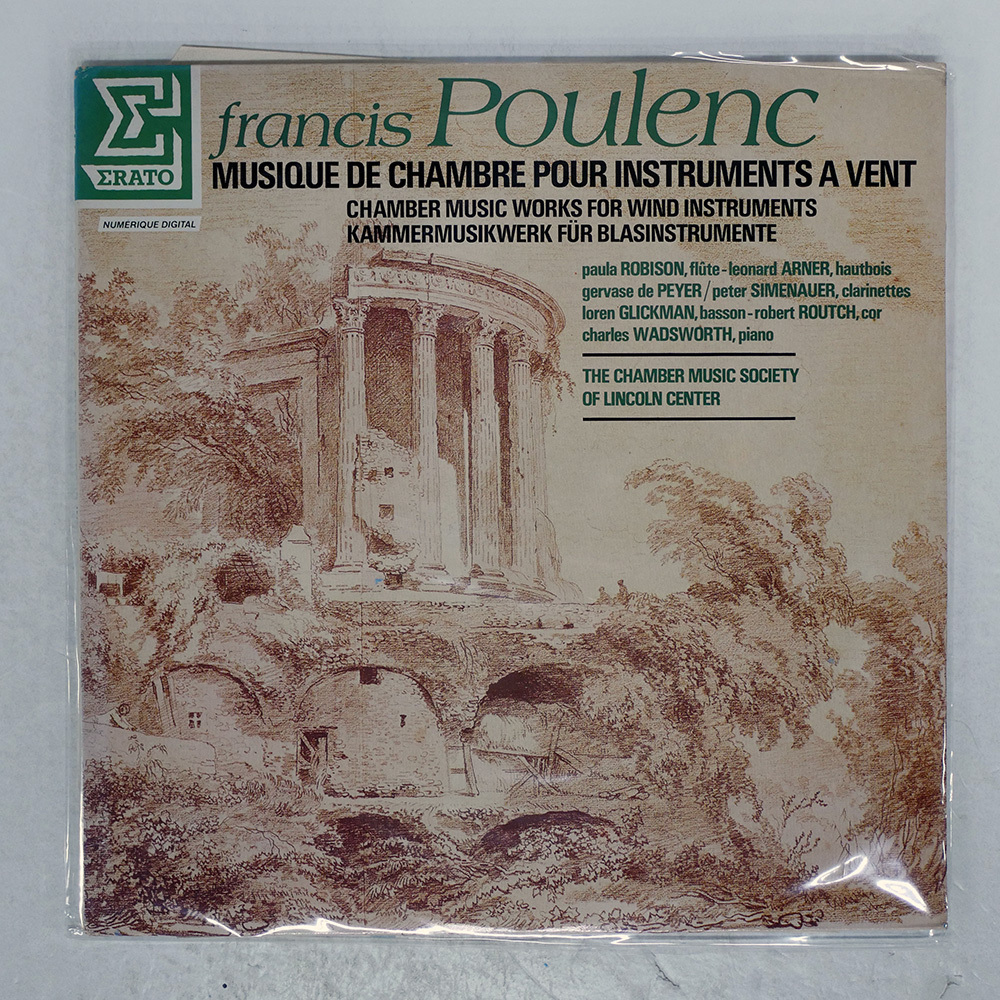 francis Poulenc
ΣRATO
MUSIQUE DE CHAMBRE POUR INSTRUMENTS A VENT
CHAMBER MUSIC WORKS FOR WIND INSTRUMENTS
NUMÉRIQUE DIGITAL
KAMMERMUSIKWERK FÜR BLASINSTRUMENTE
paula ROBISON, flûte - leonard ARNER, hautbois
gervase de PEYER / peter SIMENAUER, clarinettes
loren GLICKMAN, basson - robert ROUTCH, cor
charles WADSWORTH, piano
THE CHAMBER MUSIC SOCIETY
OF LINCOLN CENTER